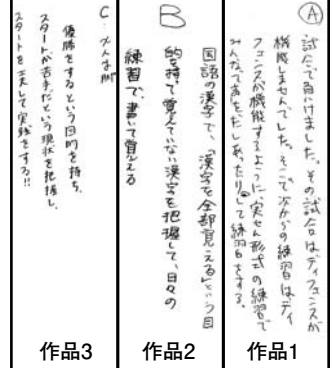 Ⓐ
試合で負けました。その試合はディフェンスが
機能しませんでした。そこで次からの練習はディ
フェンスが機能するように、実せん形式の練習で
みんなで声をだしあったりして練習をする。
作品1
B
国語の漢字で、「漢字を全部覚える」という目
的を持って覚えていない漢字を把握して、日々の
練習で、書いて覚える
作品2
C
優勝をするという目的を持ち、
スタートが苦手だという現状を把握し、
スタートを工夫して実践をする!!
作品3